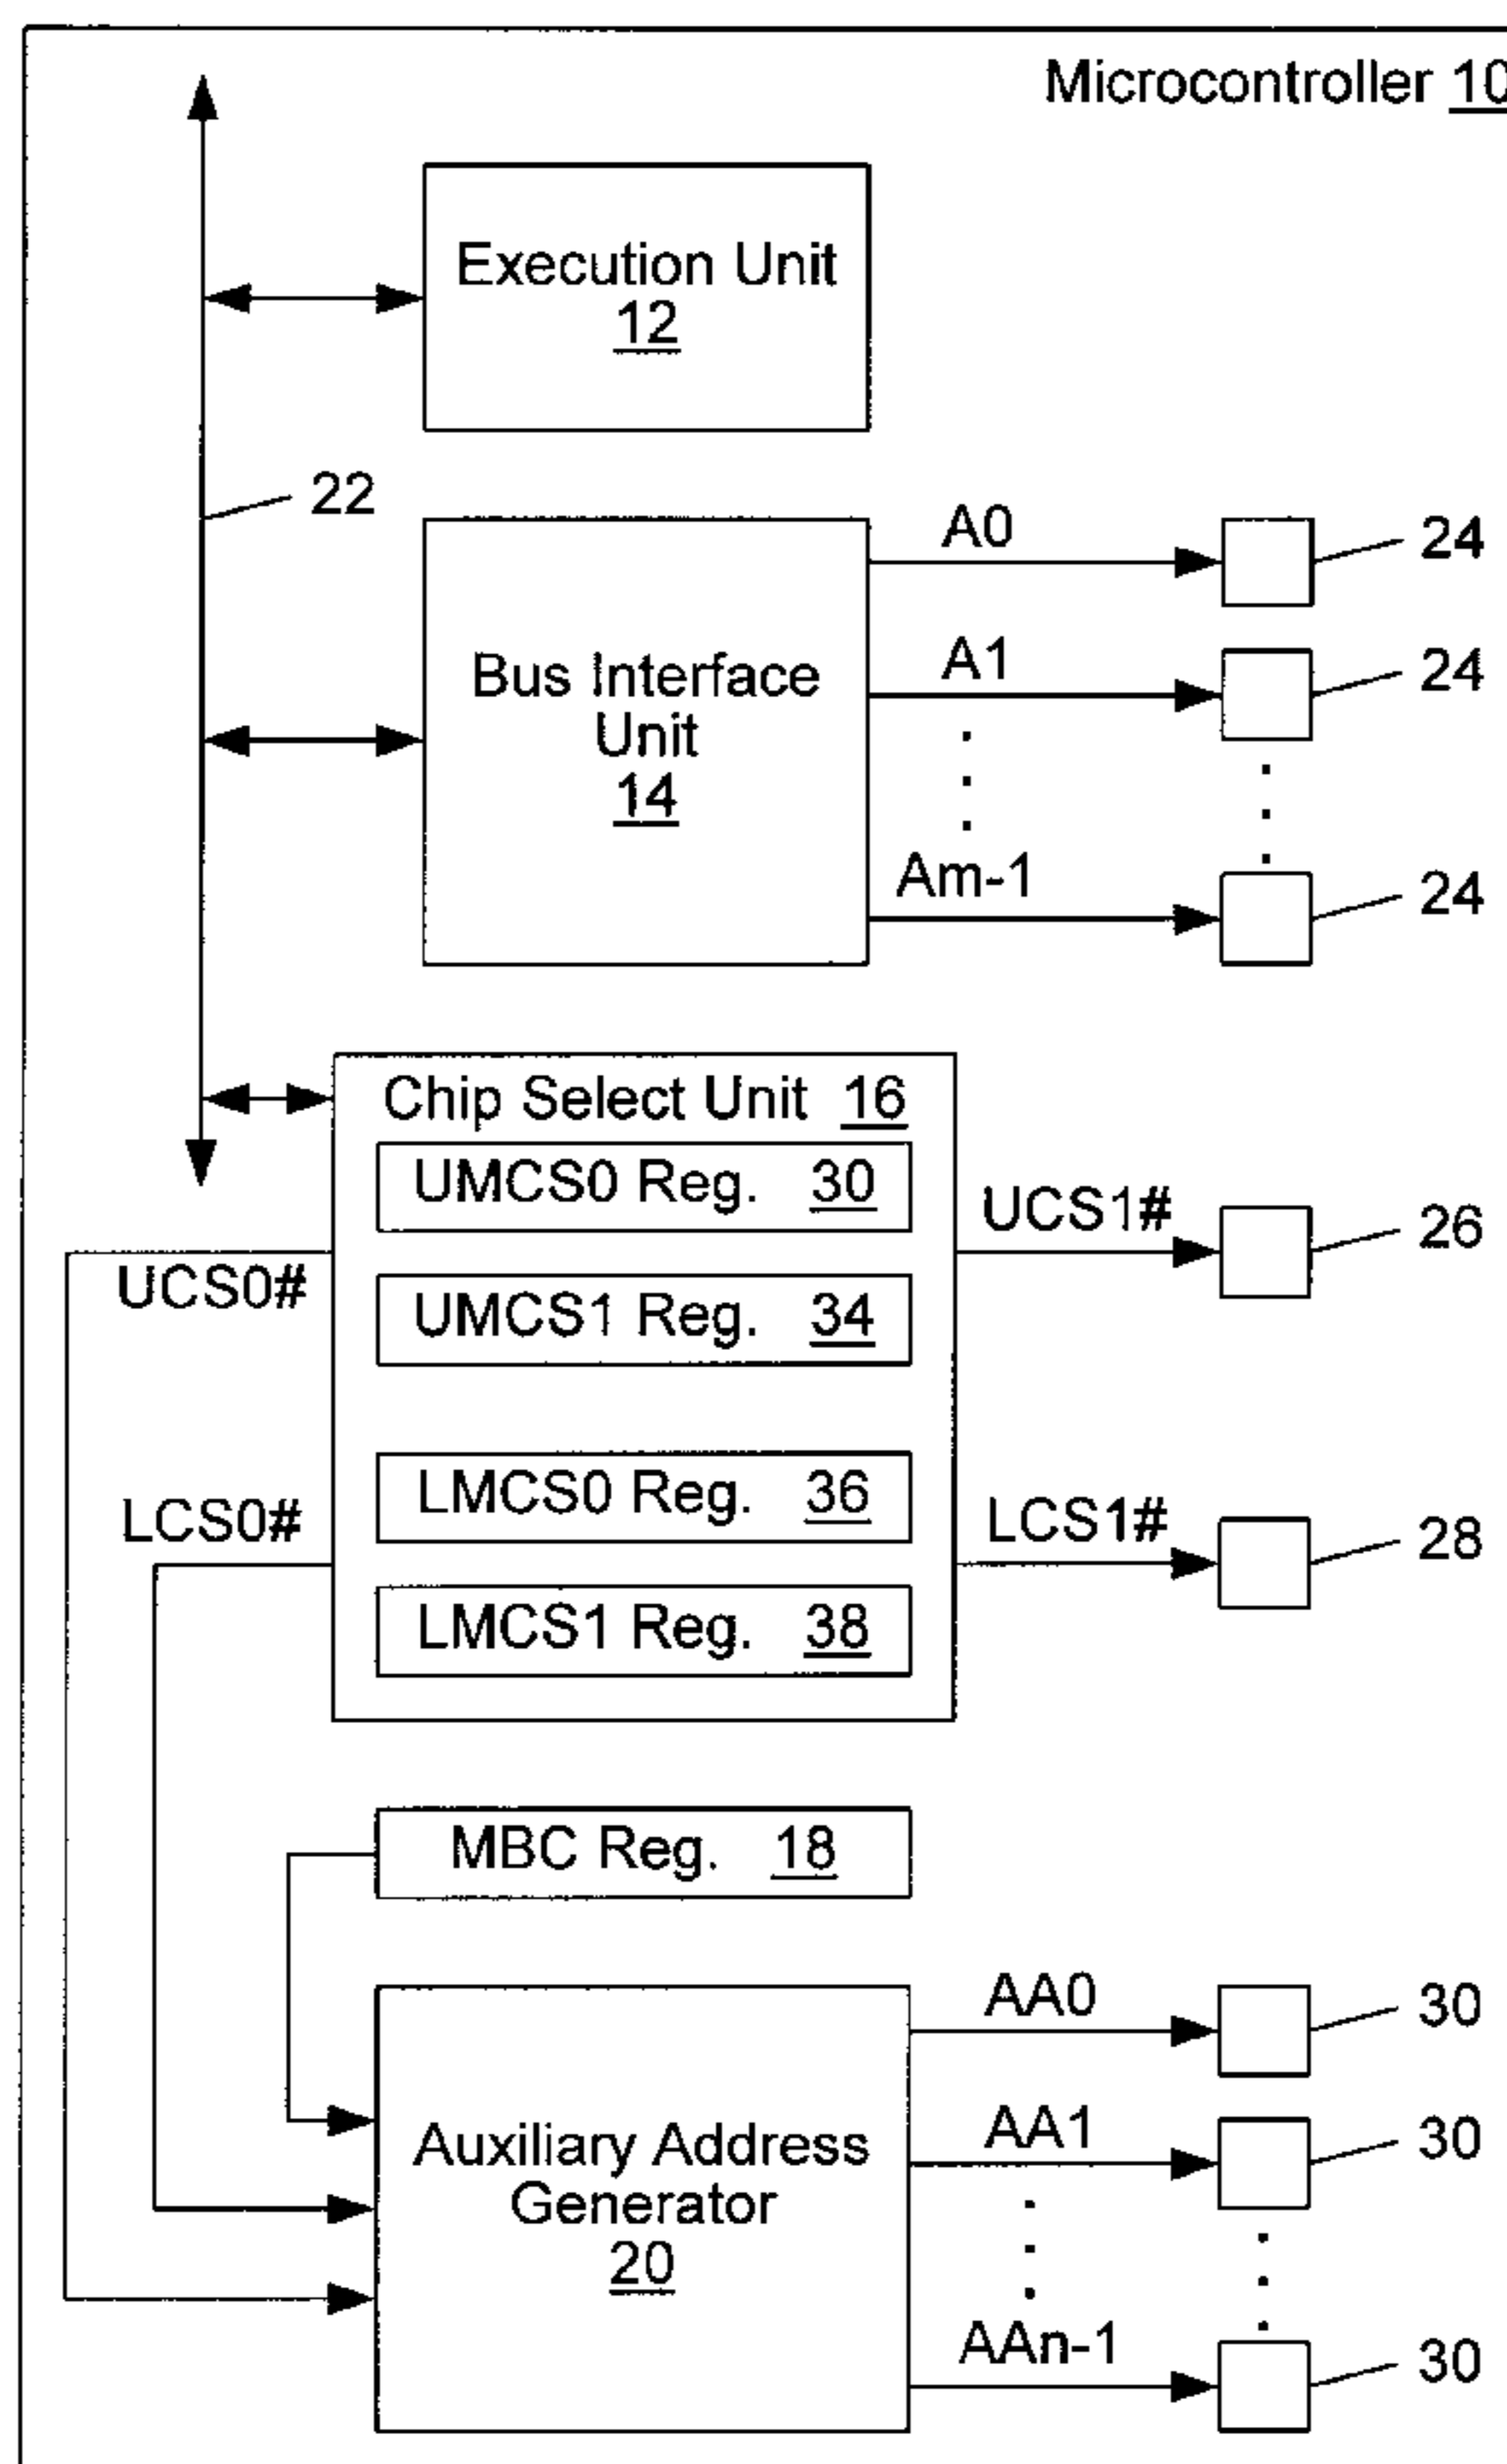 Microcontroller 10
Execution Unit
12
22
A0
24
Bus Interface
Unit
14
A1
24
Am-1
24
Chip Select Unit 16
UMCS0 Reg. 30
UCS1#
26
UCS0#
UMCS1 Reg. 34
LCS0#
LMCS0 Reg. 36
LCS1#
28
LMCS1 Reg. 38
MBC Reg. 18
AA0
30
Auxiliary Address
Generator
20
AA1
30
AAn-1
30